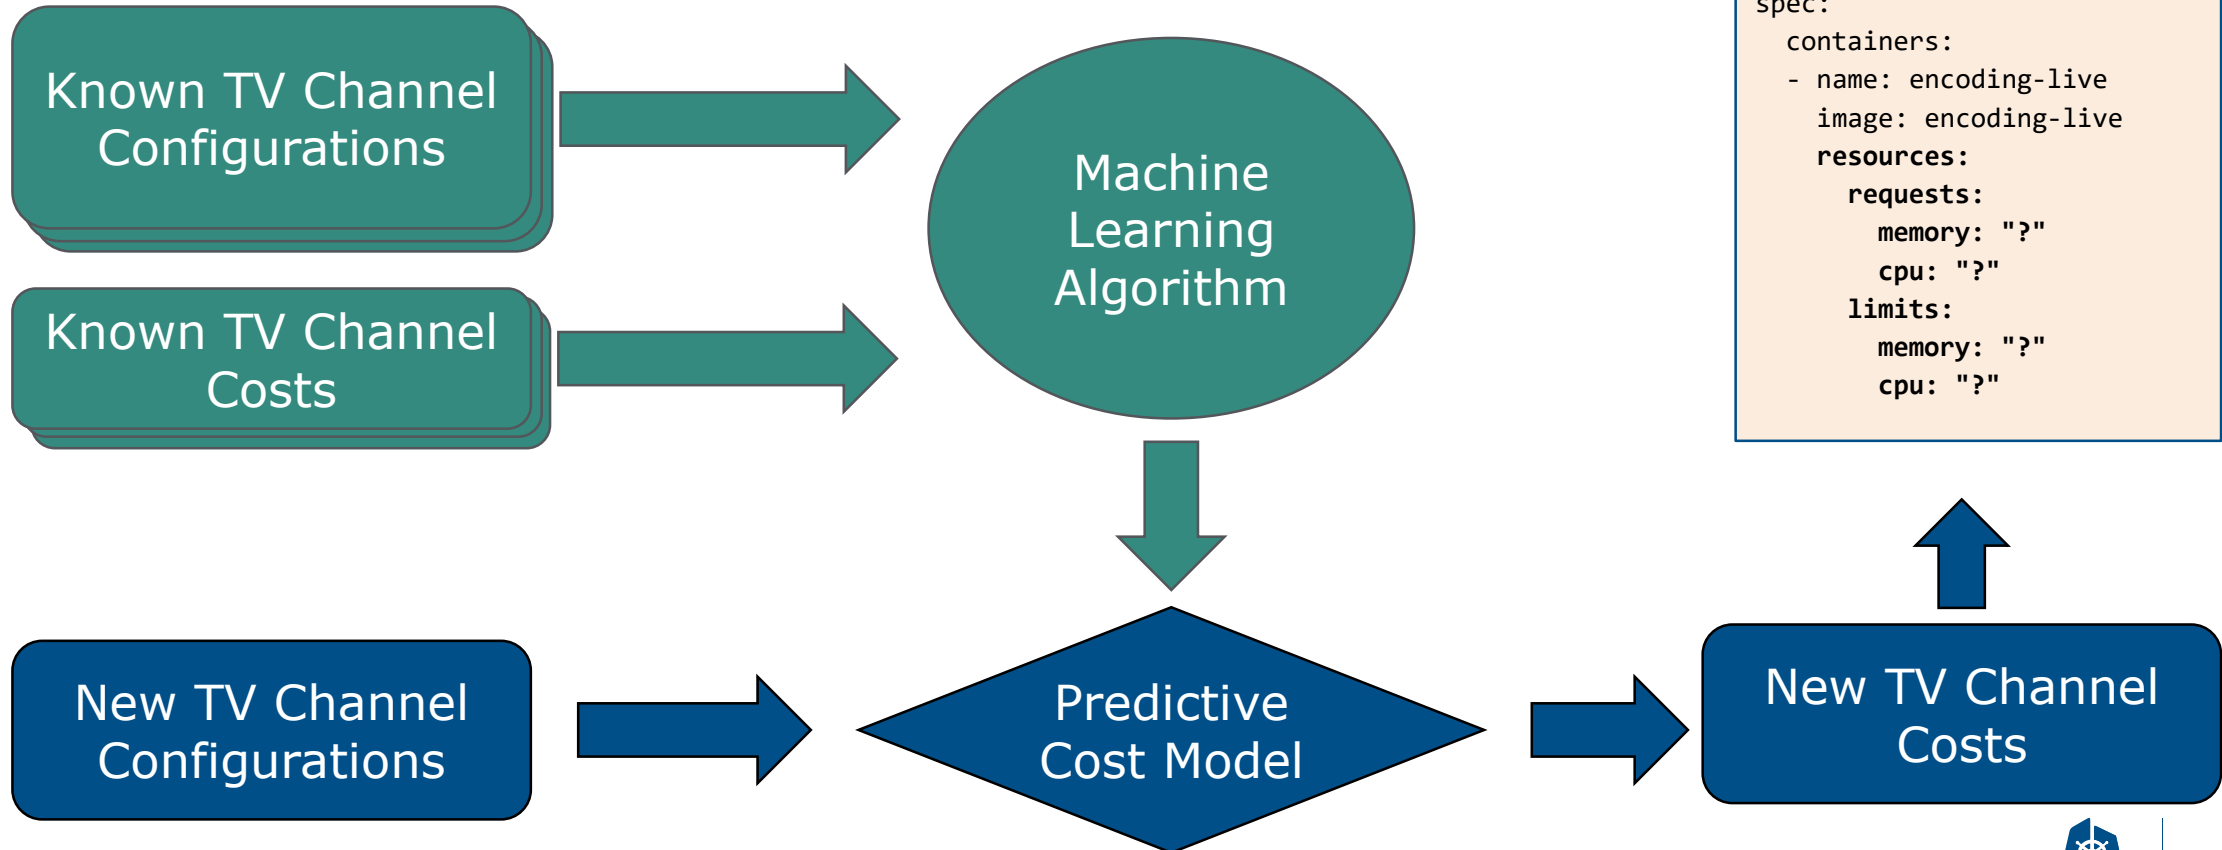 Known TV Channel
Configurations
Known TV Channel
Costs
Machine
Learning
Algorithm
spec:
  containers:
  - name: encoding-live
    image: encoding-live
    resources:
      requests:
        memory: "?"
        cpu: "?"
      limits:
        memory: "?"
        cpu: "?"
New TV Channel
Configurations
Predictive
Cost Model
New TV Channel
Costs